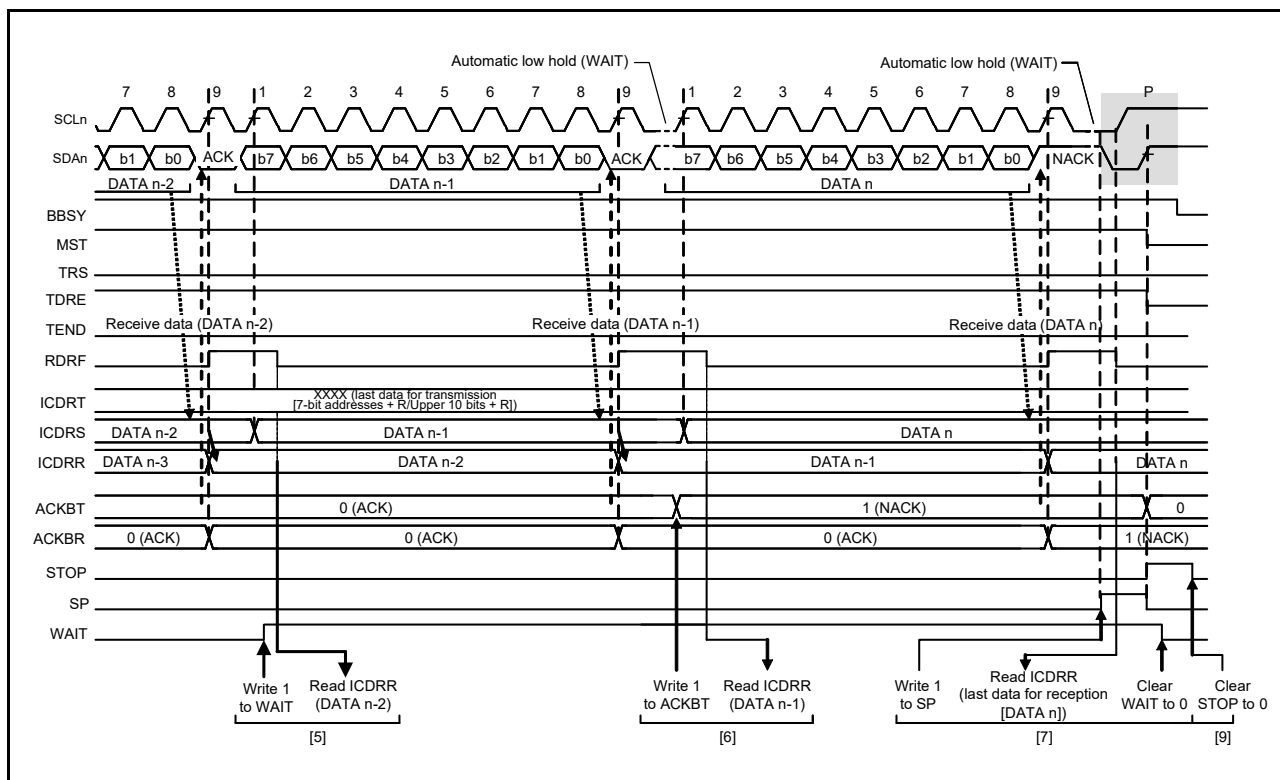 Automatic low hold (WAIT)
Automatic low hold (WAIT)
7 8 9 1 2 3 4 5 6 7 8 9 1 2 3 4 5 6 7 8 9 P
SCLn
SDAn b1 b0 ACK b7 b6 b5 b4 b3 b2 b1 b0 ACK b7 b6 b5 b4 b3 b2 b1 b0 NACK
DATA n-2 DATA n-1 DATA n
BBSY
MST
TRS
TDRE
Receive data (DATA n-2) Receive data (DATA n-1) Receive data (DATA n)
TEND
RDRF
XXXX (last data for transmission
[7-bit addresses + R/Upper 10 bits + R])
ICDRT
ICDRS DATA n-2 DATA n-1 DATA n
ICDRR DATA n-3 DATA n-2 DATA n-1 DATA n
ACKBT 0 (ACK) 1 (NACK) 0
ACKBR 0 (ACK) 0 (ACK) 0 (ACK) 1 (NACK)
STOP
SP
WAIT
Write 1
to WAIT
Read ICDRR
(DATA n-2)
[5]
Write 1
to ACKBT
Read ICDRR
(DATA n-1)
[6]
Write 1
to SP
Read ICDRR
(last data for reception
[DATA n])
Clear
WAIT to 0
[7]
Clear
STOP to 0
[9]